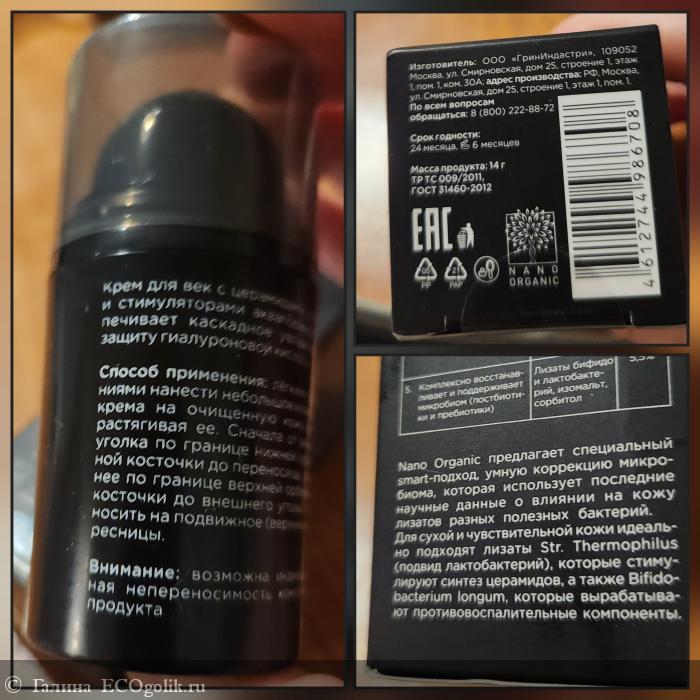 крем для век с церамидами
и стимуляторами
печивает каскадное
защиту гиалуроновой
Способ применения:
ниями нанести небольшое
крема на очищенную кожу
растягивая ее. Сначала от
уголка по границе нижней
ной косточки до переносицы
нее по границе верхней
косточки до внешнего
носить на подвижное
ресницы.
Внимание: возможна
ная непереносимость
продукта.
Изготовитель: ООО «ГринИндастри», 109052
Москва, ул. Смирновская, дом 25, строение 1, этаж
1, пом. 1, ком. 30А; адрес производства: РФ, Москва,
ул. Смирновская, дом 25, строение 1, этаж 1, пом. 1.
По всем вопросам
обращаться: 8 (800) 222-88-72
Срок годности:
24 месяца, 6 месяцев
Масса продукта: 14 г
ТР ТС 009/2011,
ГОСТ 31460-2012
EAC
05
PP
21
PAP
NANO
ORGANIC
4612744986708
5. Комплексно восстанав-
ливает и поддерживает
микробиом (постбиоти-
ки и пребиотики)
Лизаты бифидо
и лактобакте-
рий, изомальт,
сорбитол
5,5%
Nano Organic предлагает специальный
smart-подход, умную коррекцию микро-
биома, которая использует последние
научные данные о влиянии на кожу
лизатов разных полезных бактерий.
Для сухой и чувствительной кожи идеаль-
но подходят лизаты Str. Thermophilus
(подвид лактобактерий), которые стиму-
лируют синтез церамидов, а также Bifido-
bacterium longum, которые вырабатыва-
ют противовоспалительные компоненты.
© Галина ECOgolik.ru